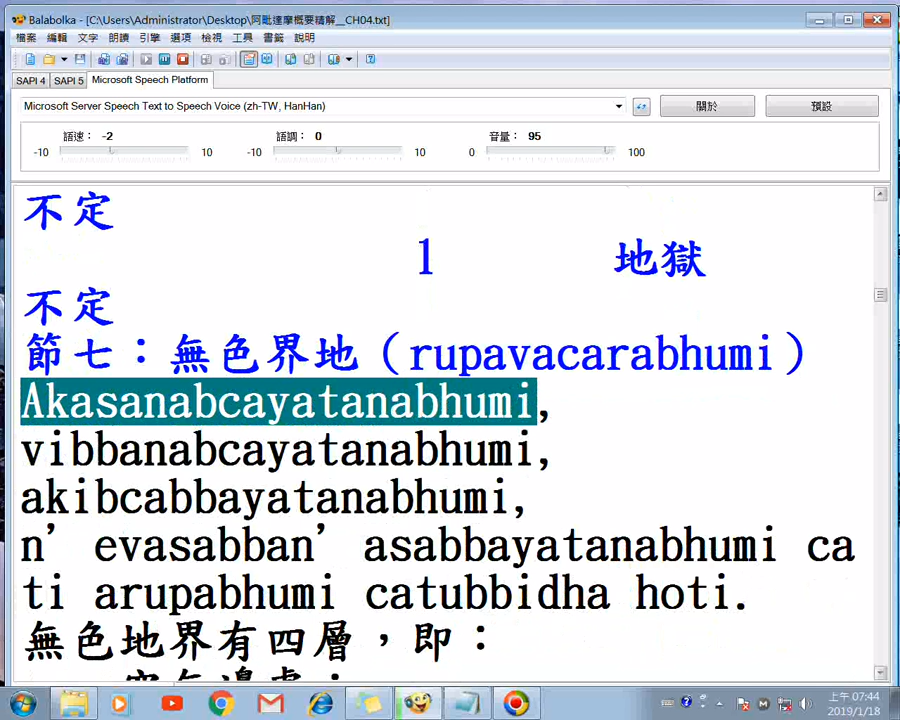 Balabolka - [C:\Users\Administrator\Desktop\阿毗達摩概要精解__CH04.txt]
檔案 編輯 文字 朗讀 引擎 選項 檢視 工具 書籤 說明
SAPI 4 SAPI 5 Microsoft Speech Platform
Microsoft Server Speech Text to Speech Voice (zh-TW, HanHan) 關於 預設
語速： -2 語調： 0 音量： 95
-10 10 -10 10 0 100
不定
1 地獄
不定
節七：無色界地（rupavacarabhumi）
Akasanabcayatanabhumi,
vibbanabcayatanabhumi,
akibcabbayatanabhumi,
n’ evasabban’ asabbayatanabhumi ca
ti arupabhumi catubbidha hoti.
無色地界有四層，即：
上午 07:44
2019/1/18